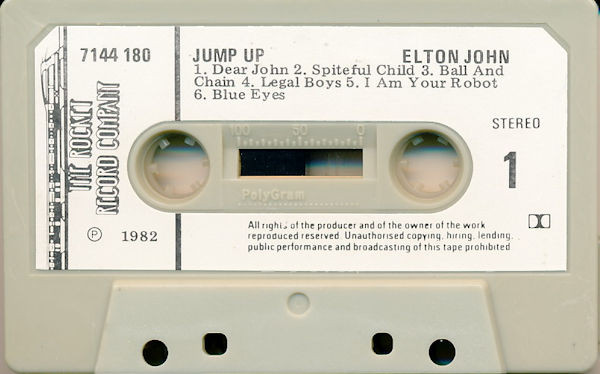 7144 180
JUMP UP
ELTON JOHN
1. Dear John 2. Spiteful Child 3. Ball And
Chain 4. Legal Boys 5. I Am Your Robot
6. Blue Eyes
THE ROCKET
RECORD COMPANY
100 50 0
STEREO
1
PolyGram
℗ 1982
All rights of the producer and of the owner of the work
reproduced reserved. Unauthorised copying, hiring, lending,
public performance and broadcasting of this tape prohibited